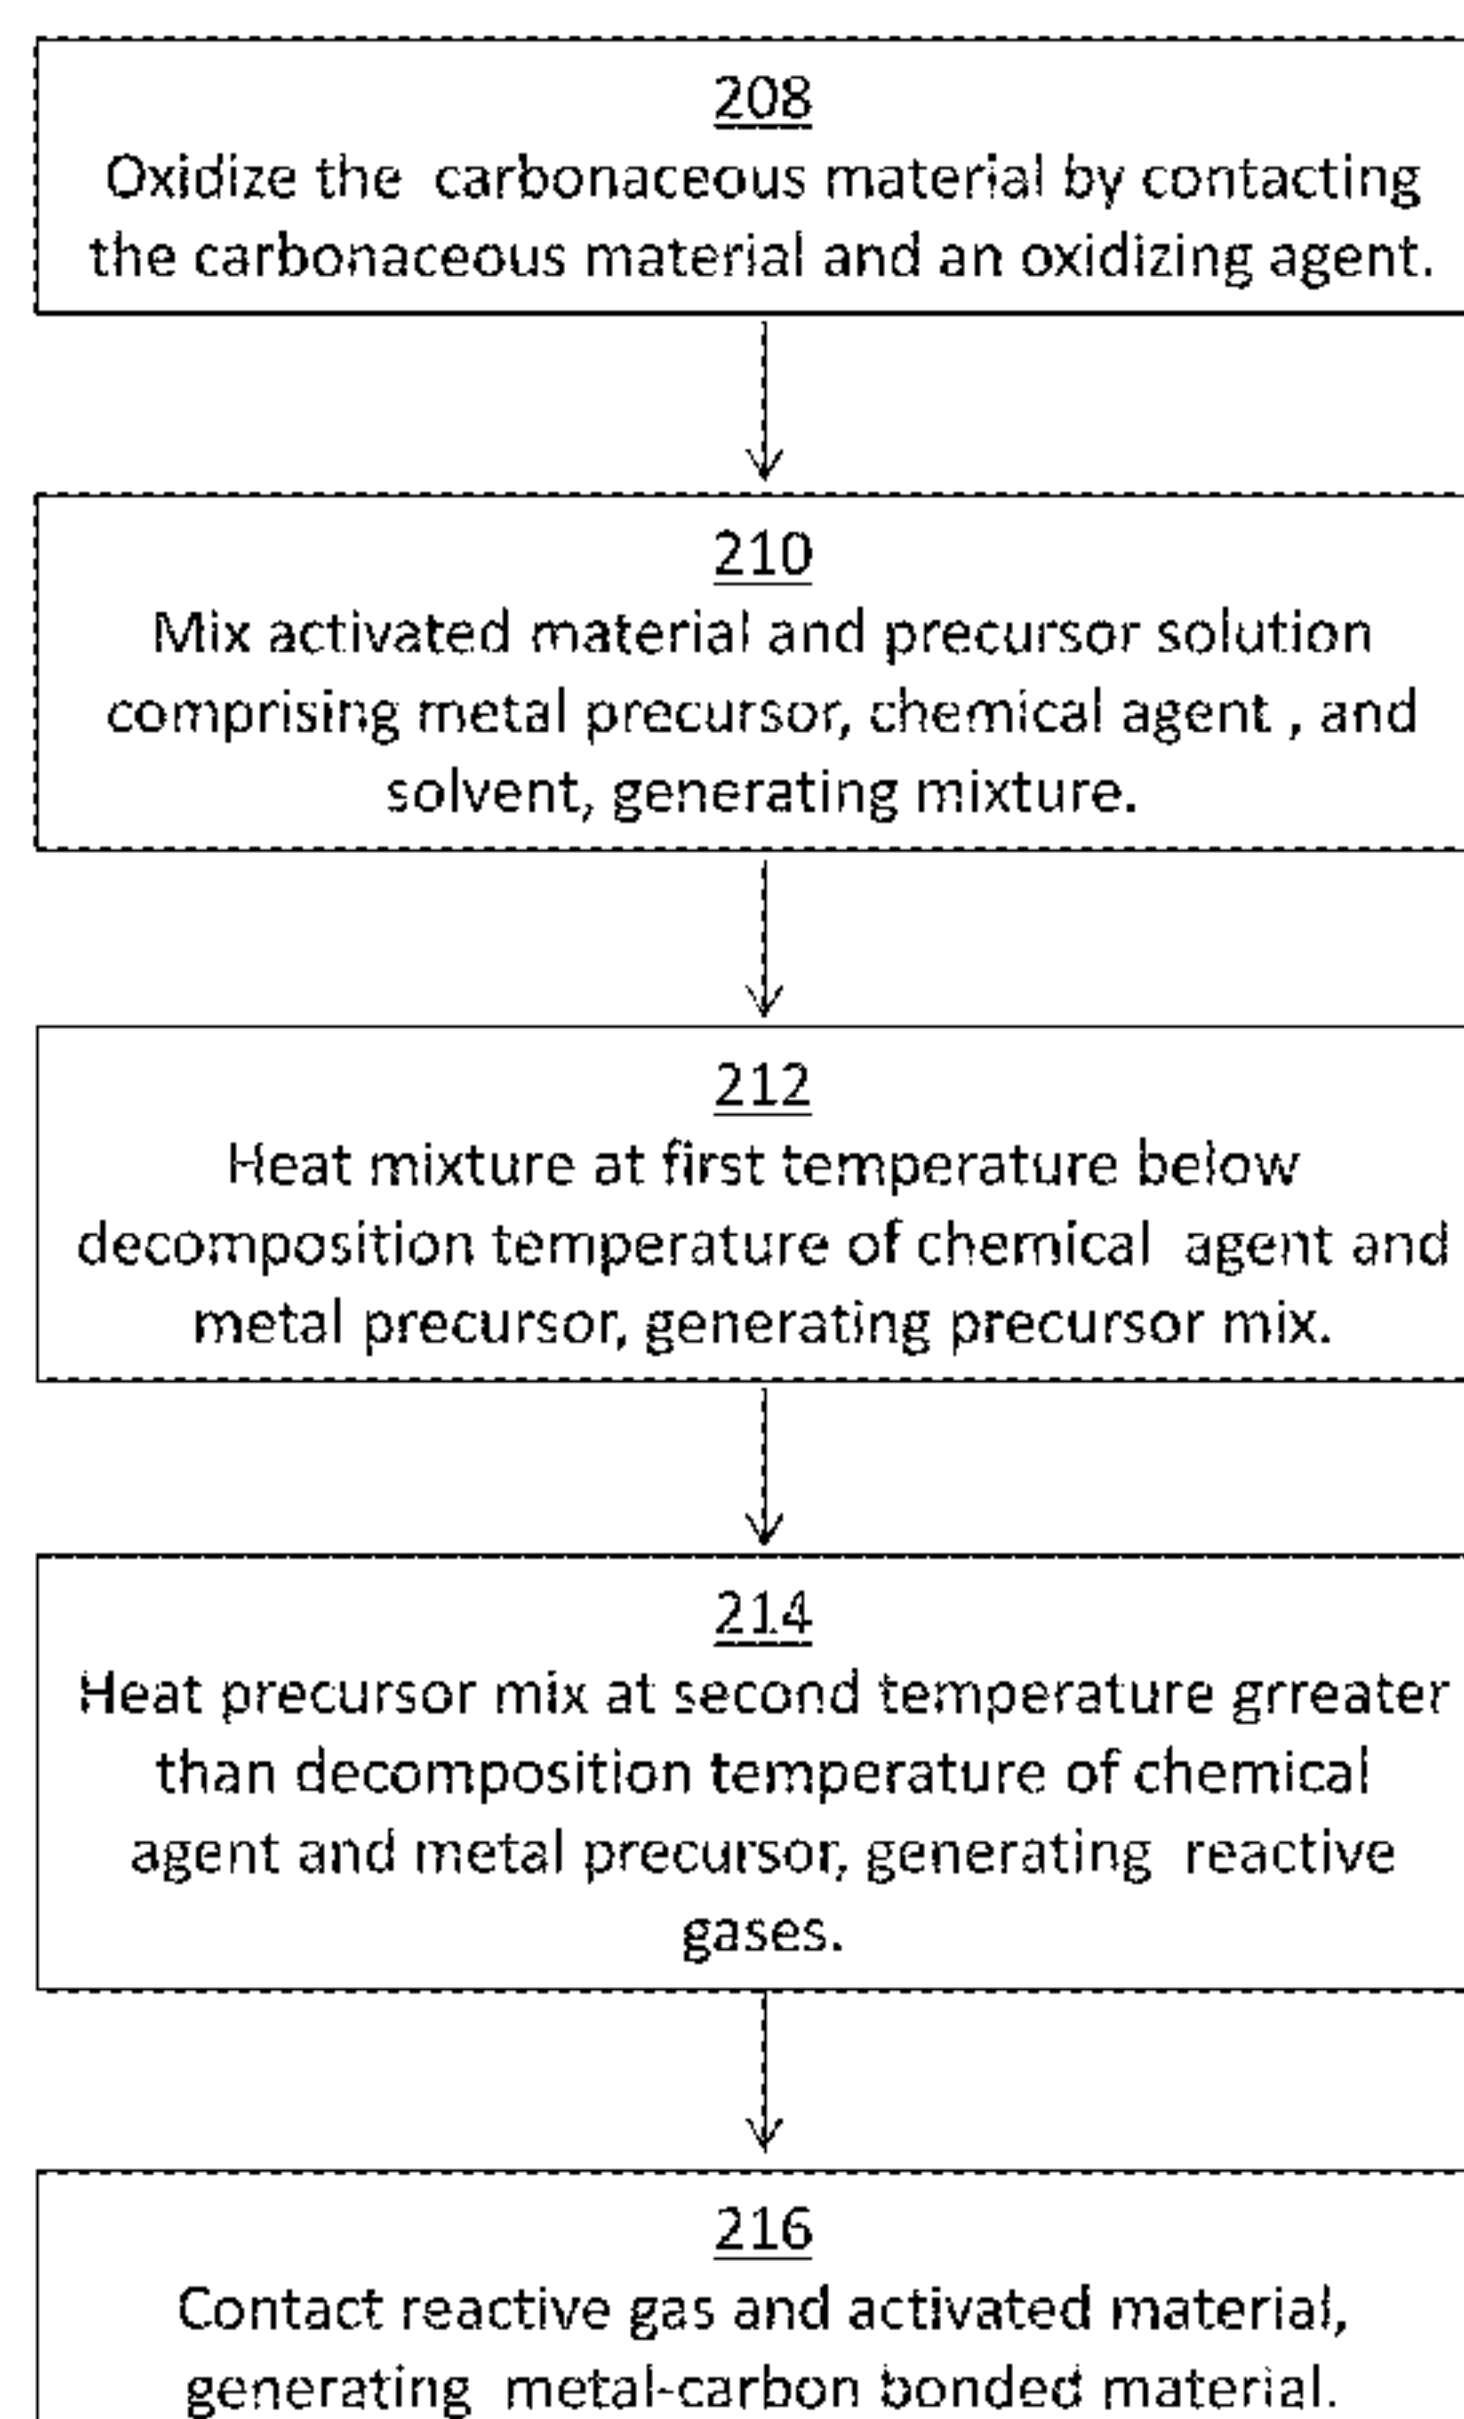 208
Oxidize the carbonaceous material by contacting
the carbonaceous material and an oxidizing agent.
210
Mix activated material and precursor solution
comprising metal precursor, chemical agent , and
solvent, generating mixture.
212
Heat mixture at first temperature below
decomposition temperature of chemical agent and
metal precursor, generating precursor mix.
214
Heat precursor mix at second temperature grreater
than decomposition temperature of chemical
agent and metal precursor, generating reactive
gases.
216
Contact reactive gas and activated material,
generating metal-carbon bonded material.